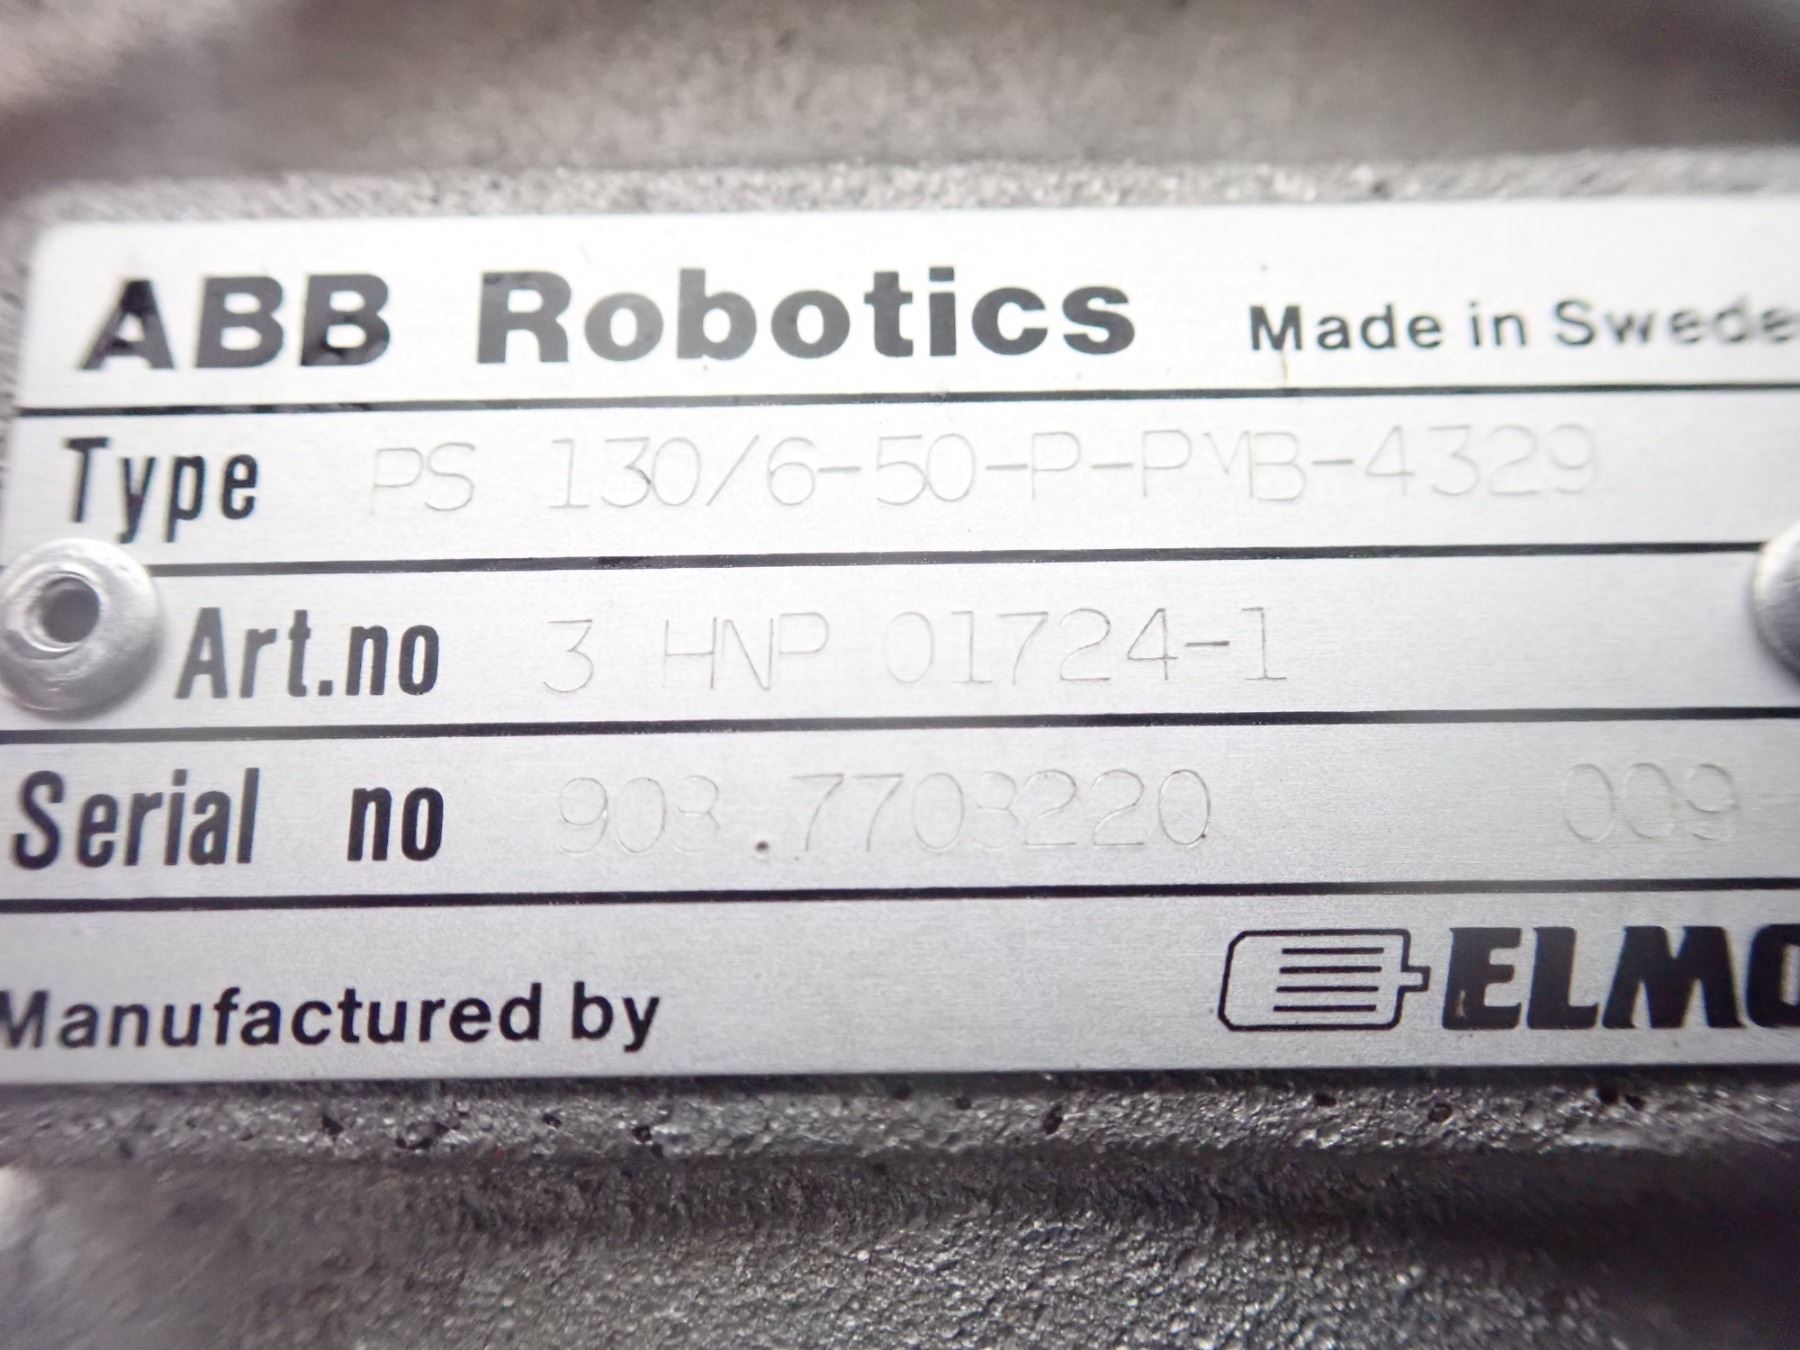 ABB Robotics Made in Swede
Type PS 130/6-50-P-PMB-4329
Art.no 3 HNP 01724-1
Serial no 903.7703220 009
Manufactured by ELMO